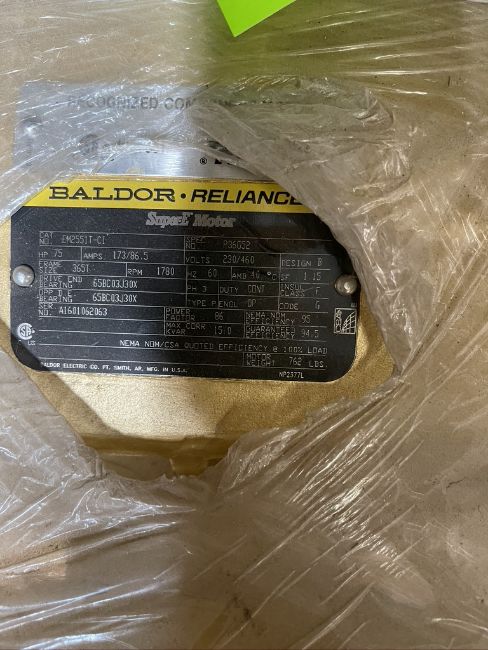 RECOGNIZED
®
BALDOR • RELIANCE
SuperE Motor
CAT. NO. EM2551T-CI SPEC. NO. P36G52
HP 75 AMPS 173/86.5 VOLTS 230/460 DESIGN B
FRAME SIZE 365T RPM 1780 HZ 60 AMB 40 °C SF 1.15
DRIVE END BEARING 65BC03J30X PH 3 DUTY CONT INSUL CLASS F
OPP D.E. BEARING 65BC03J30X TYPE P ENCL OP CODE G
SER. NO. A1601062063 POWER FACTOR 86 NEMA NOM EFFICIENCY 95
MAX CORR KVAR 15.0 GUARANTEED EFFICIENCY 94.5
NEMA NOM/CSA QUOTED EFFICIENCY @ 100% LOAD
MOTOR WEIGHT 762 LBS.
BALDOR ELECTRIC CO. FT. SMITH, AR. MFG. IN U.S.A. NP2377L